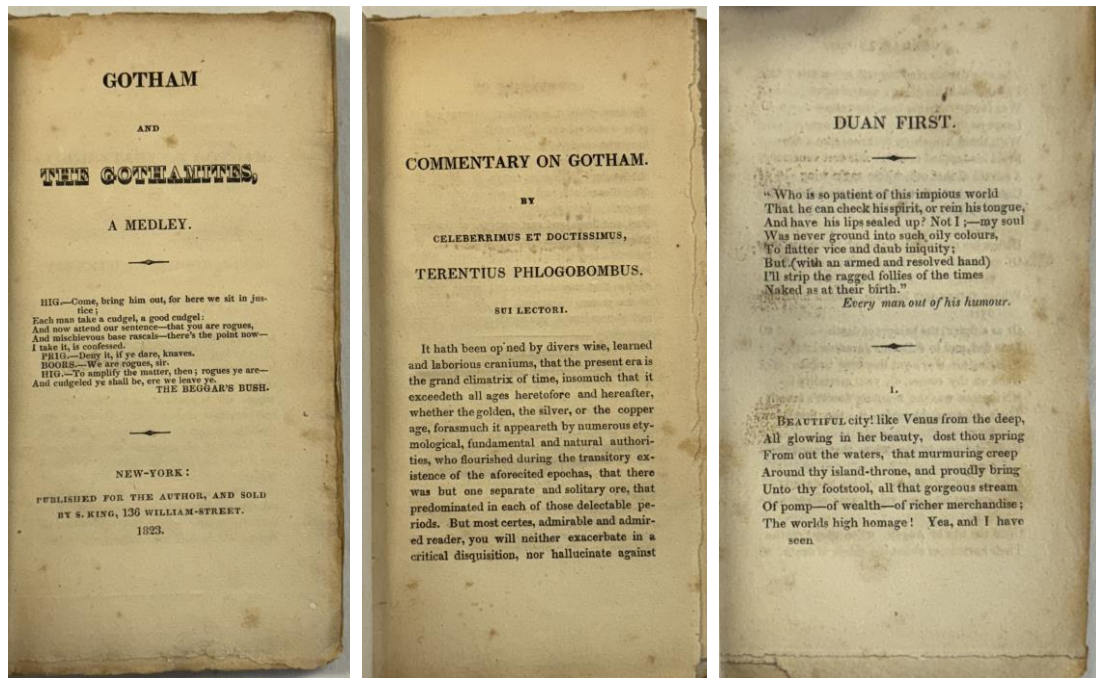 GOTHAM
AND
THE GOTHAMITES,
A MEDLEY.
HIG.—Come, bring him out, for here we sit in jus-
tice;
Each man take a cudgel, a good cudgel:
And now attend our sentence—that you are rogues,
And mischievous base rascals—there's the point now—
I take it, is confessed.
PRIG.—Deny it, if ye dare, knaves.
BOORS.—We are rogues, sir.
HIG.—To amplify the matter, then; rogues ye are—
And cudgeled ye shall be, ere we leave ye.
THE BEGGAR'S BUSH.
NEW-YORK:
PUBLISHED FOR THE AUTHOR, AND SOLD
BY S. KING, 136 WILLIAM-STREET.
1823.
COMMENTARY ON GOTHAM.
BY
CELEBERRIMUS ET DOCTISSIMUS,
TERENTIUS PHLOGOBOMBUS.
SUI LECTORI.
It hath been op'ned by divers wise, learned
and laborious craniums, that the present era is
the grand climatrix of time, insomuch that it
exceedeth all ages heretofore and hereafter,
whether the golden, the silver, or the copper
age, forasmuch it appeareth by numerous ety-
mological, fundamental and natural authori-
ties, who flourished during the transitory ex-
istence of the aforecited epochas, that there
was but one separate and solitary ore, that
predominated in each of those delectable pe-
riods. But most certes, admirable and admir-
ed reader, you will neither exacerbate in a
critical disquisition, nor hallucinate against
DUAN FIRST.
"Who is so patient of this impious world
That he can check his spirit, or rein his tongue,
And have his lips sealed up? Not I;—my soul
Was never ground into such oily colours,
To flatter vice and daub iniquity;
But (with an armed and resolved hand)
I'll strip the ragged follies of the times
Naked as at their birth."
Every man out of his humour.
1.
BEAUTIFUL city! like Venus from the deep,
All glowing in her beauty, dost thou spring
From out the waters, that murmuring creep
Around thy island-throne, and proudly bring
Unto thy footstool, all that gorgeous stream
Of pomp—of wealth—of richer merchandise;
The worlds high homage! Yea, and I have
seen